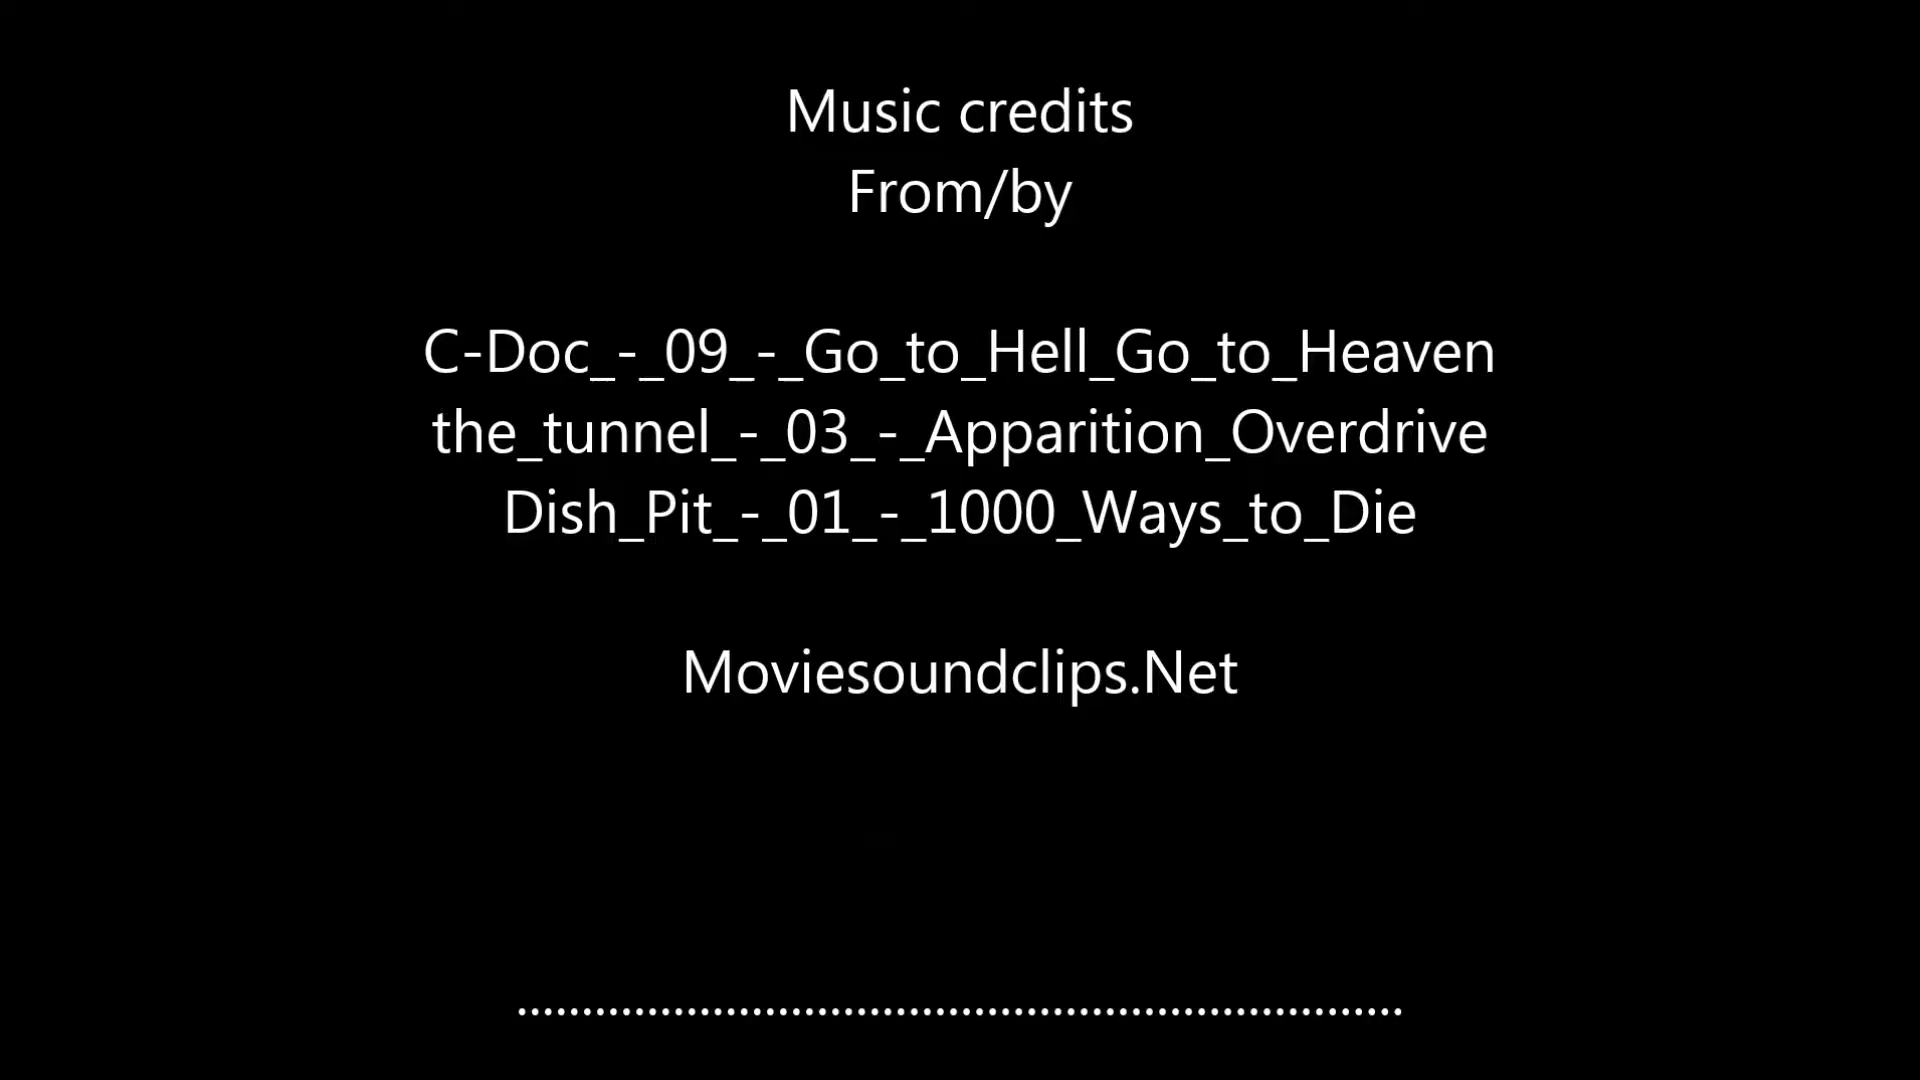 Music credits
From/by
C-Doc_-_09_-_Go_to_Hell_Go_to_Heaven
the_tunnel_-_03_-_Apparition_Overdrive
Dish_Pit_-_01_-_1000_Ways_to_Die
Moviesoundclips.Net
....................................................................